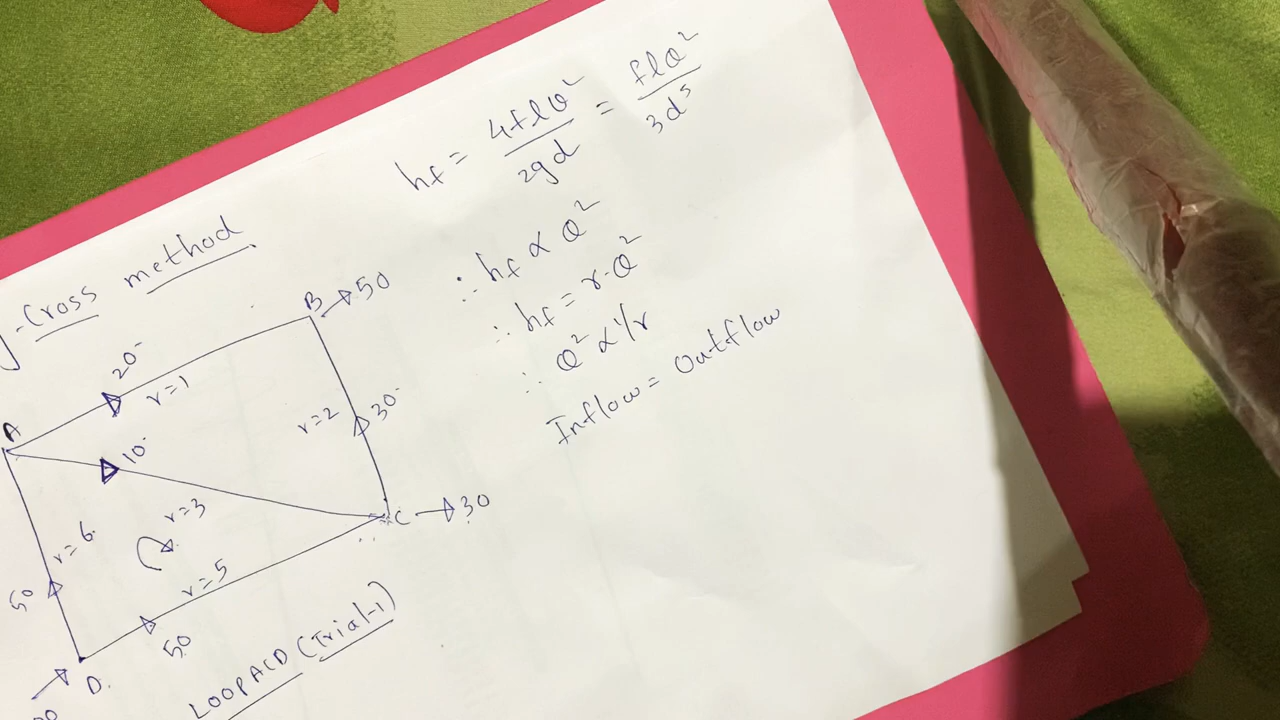 hf = 4flQ² / 2gd = flQ² / 3d⁵
-Cross method
∴ hf ∝ Q²
∴ hf = r·Q²
∴ Q² ∝ 1/r
Inflow = Outflow
B 50
20
r=1
A
10
r=2
30
r=3
C 30
r=6
50
r=5
50
D
LOOP ACD (Trial-1)